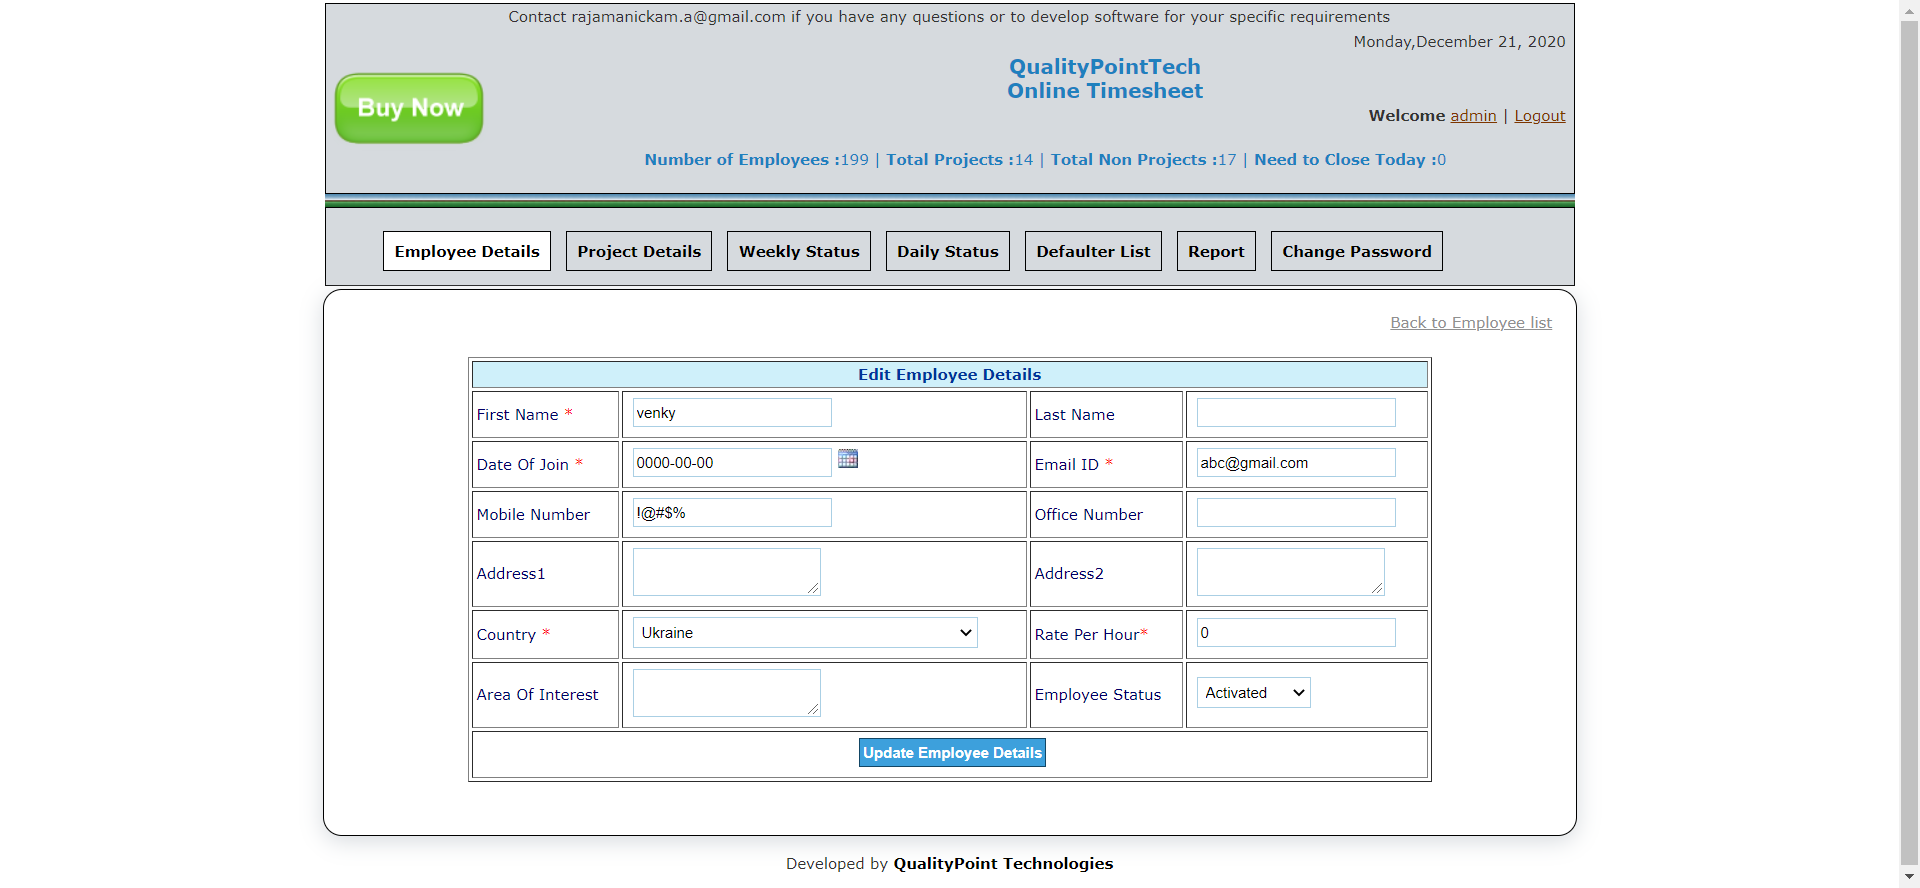 Contact rajamanickam.a@gmail.com if you have any questions or to develop software for your specific requirements
Monday,December 21, 2020
QualityPointTech
Online Timesheet
Buy Now
Welcome admin | Logout
Number of Employees :199 | Total Projects :14 | Total Non Projects :17 | Need to Close Today :0
Employee Details Project Details Weekly Status Daily Status Defaulter List Report Change Password
Back to Employee list
Edit Employee Details
First Name * venky Last Name
Date Of Join * 0000-00-00 Email ID * abc@gmail.com
Mobile Number !@#$% Office Number
Address1 Address2
Country * Ukraine Rate Per Hour* 0
Area Of Interest Employee Status Activated
Update Employee Details
Developed by QualityPoint Technologies